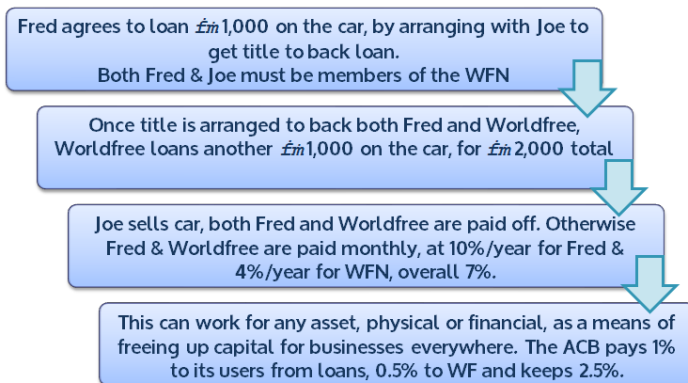 Fred agrees to loan £ṁ1,000 on the car, by arranging with Joe to
get title to back loan.
Both Fred & Joe must be members of the WFN
Once title is arranged to back both Fred and Worldfree,
Worldfree loans another £ṁ1,000 on the car, for £ṁ2,000 total
Joe sells car, both Fred and Worldfree are paid off. Otherwise
Fred & Worldfree are paid monthly, at 10%/year for Fred &
4%/year for WFN, overall 7%.
This can work for any asset, physical or financial, as a means of
freeing up capital for businesses everywhere. The ACB pays 1%
to its users from loans, 0.5% to WF and keeps 2.5%.